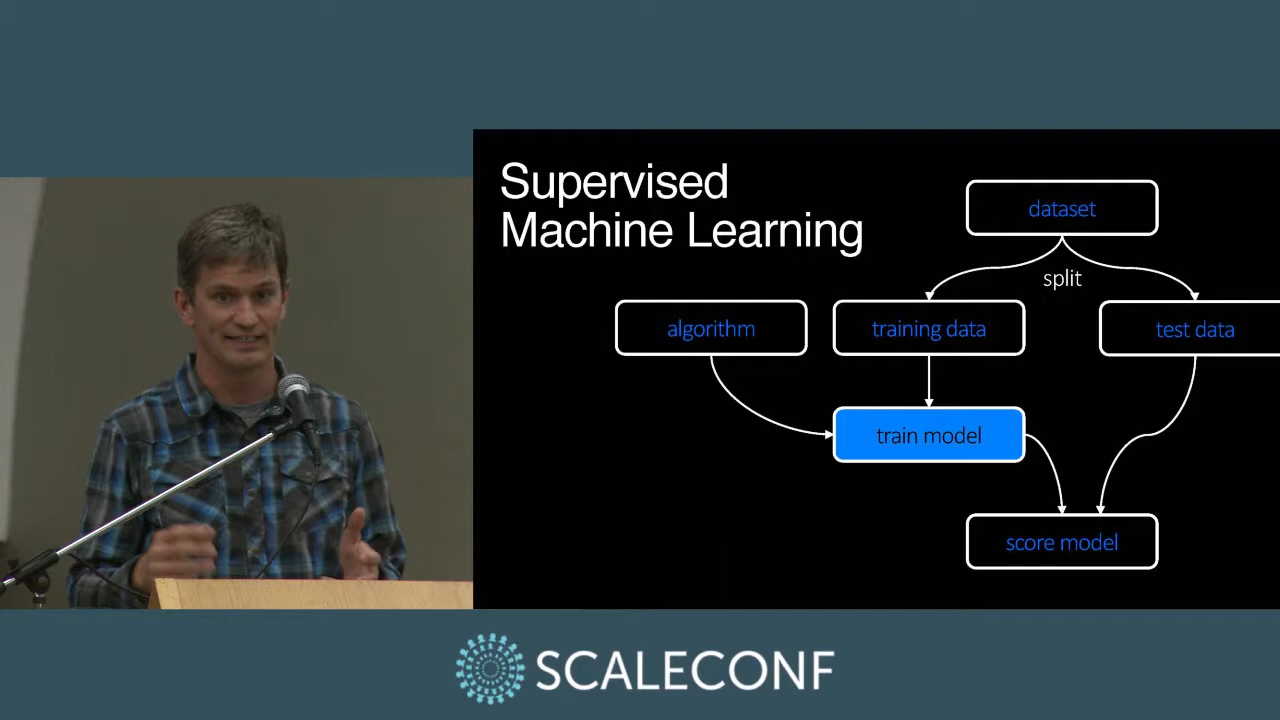 Supervised
Machine Learning
dataset
split
algorithm
training data
test data
train model
score model
SCALECONF